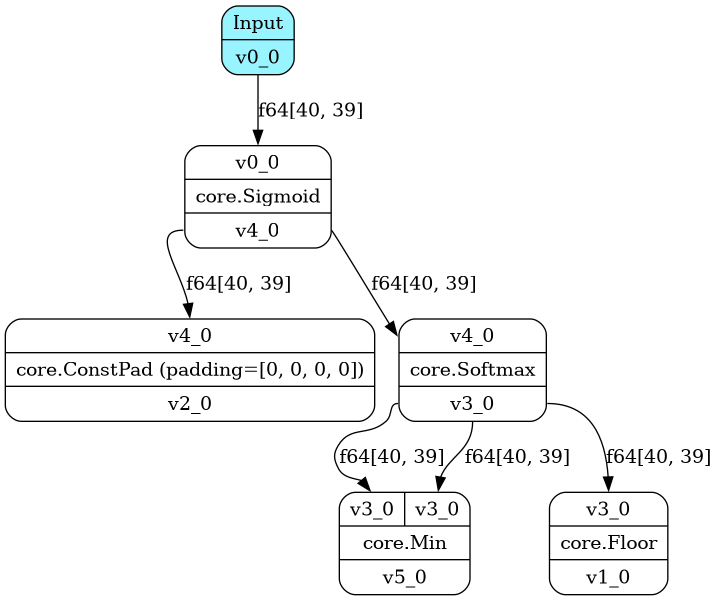 Input
v0_0
f64[40, 39]
v0_0
core.Sigmoid
v4_0
f64[40, 39]
f64[40, 39]
v4_0
core.ConstPad (padding=[0, 0, 0, 0])
v2_0
v4_0
core.Softmax
v3_0
f64[40, 39]
f64[40, 39]
f64[40, 39]
v3_0
v3_0
core.Min
v5_0
v3_0
core.Floor
v1_0